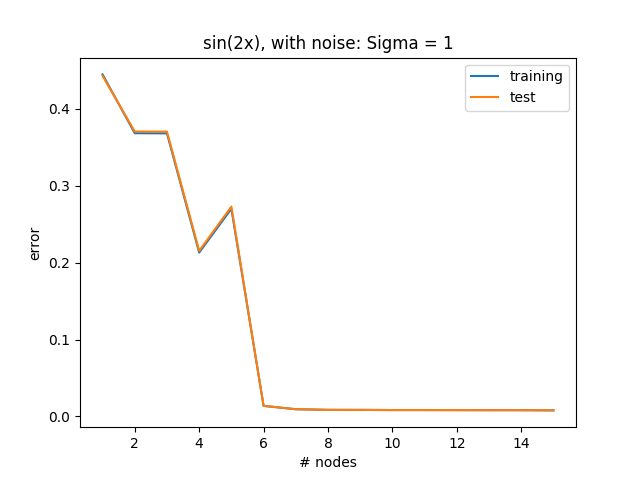 sin(2x), with noise: Sigma = 1
training
test
error
0.4
0.3
0.2
0.1
0.0
2 4 6 8 10 12 14
# nodes